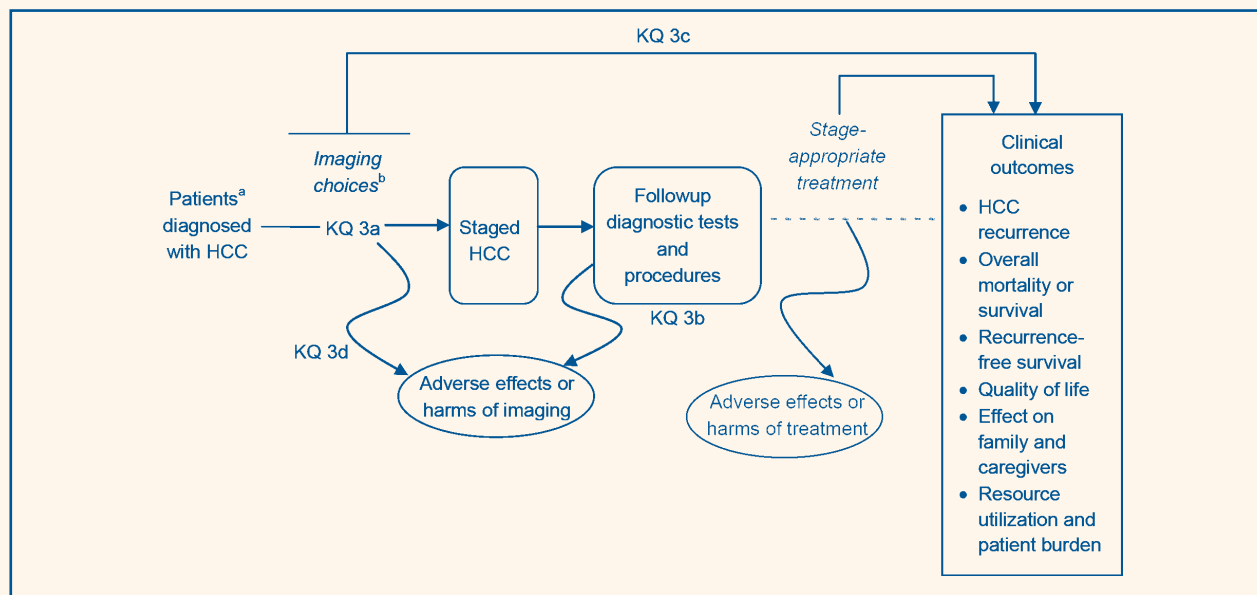 KQ 3c
Imaging
choicesᵇ
Patientsᵃ
diagnosed
with HCC
KQ 3a
Staged
HCC
Followup
diagnostic tests
and
procedures
KQ 3b
KQ 3d
Adverse effects or
harms of imaging
Stage-
appropriate
treatment
Adverse effects or
harms of treatment
Clinical
outcomes
• HCC
recurrence
• Overall
mortality or
survival
• Recurrence-
free survival
• Quality of life
• Effect on
family and
caregivers
• Resource
utilization and
patient burden